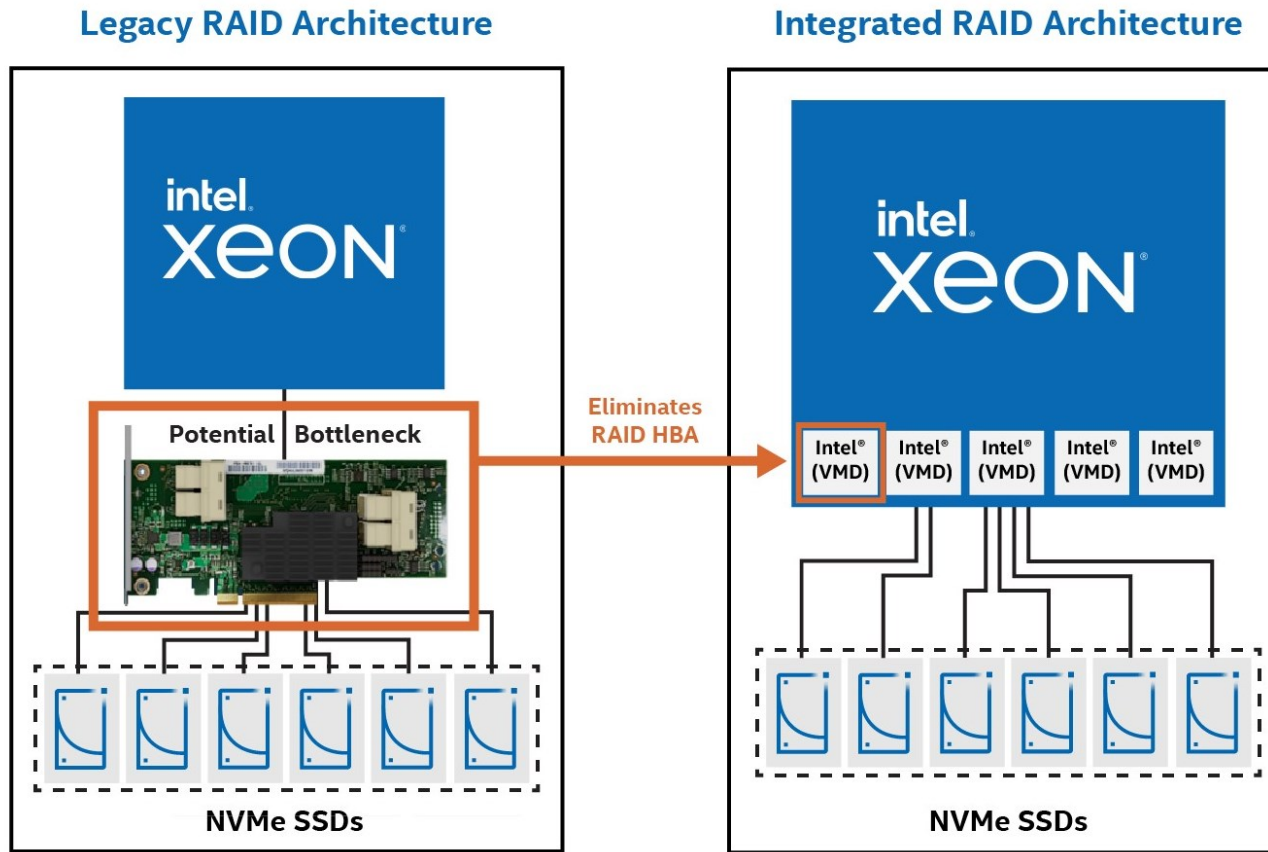 Legacy RAID Architecture
intel.
xeon®
Potential Bottleneck
NVMe SSDs
Eliminates
RAID HBA
Integrated RAID Architecture
intel®
xeon®
Intel®
(VMD)
Intel®
(VMD)
Intel®
(VMD)
Intel®
(VMD)
Intel®
(VMD)
NVMe SSDs